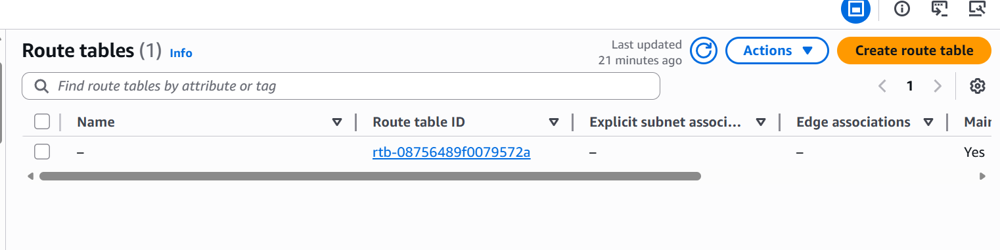 Route tables (1) Info
Last updated
21 minutes ago
Actions
Create route table
Find route tables by attribute or tag
1
Name
Route table ID
Explicit subnet associ...
Edge associations
–
rtb-08756489f0079572a
–
–
Yes